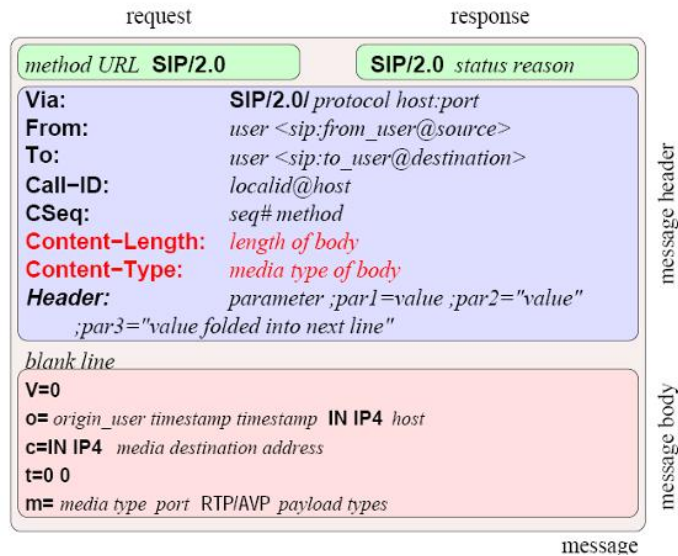 request response
method URL SIP/2.0 SIP/2.0 status reason
Via: SIP/2.0/ protocol host:port
From: user <sip:from_user@source>
To: user <sip:to_user@destination>
Call−ID: localid@host
CSeq: seq# method
Content−Length: length of body
Content−Type: media type of body
Header: parameter ;par1=value ;par2="value"
;par3="value folded into next line"
message header
blank line
V=0
o= origin_user timestamp timestamp IN IP4 host
c=IN IP4 media destination address
t=0 0
m= media type port RTP/AVP payload types
message body
message